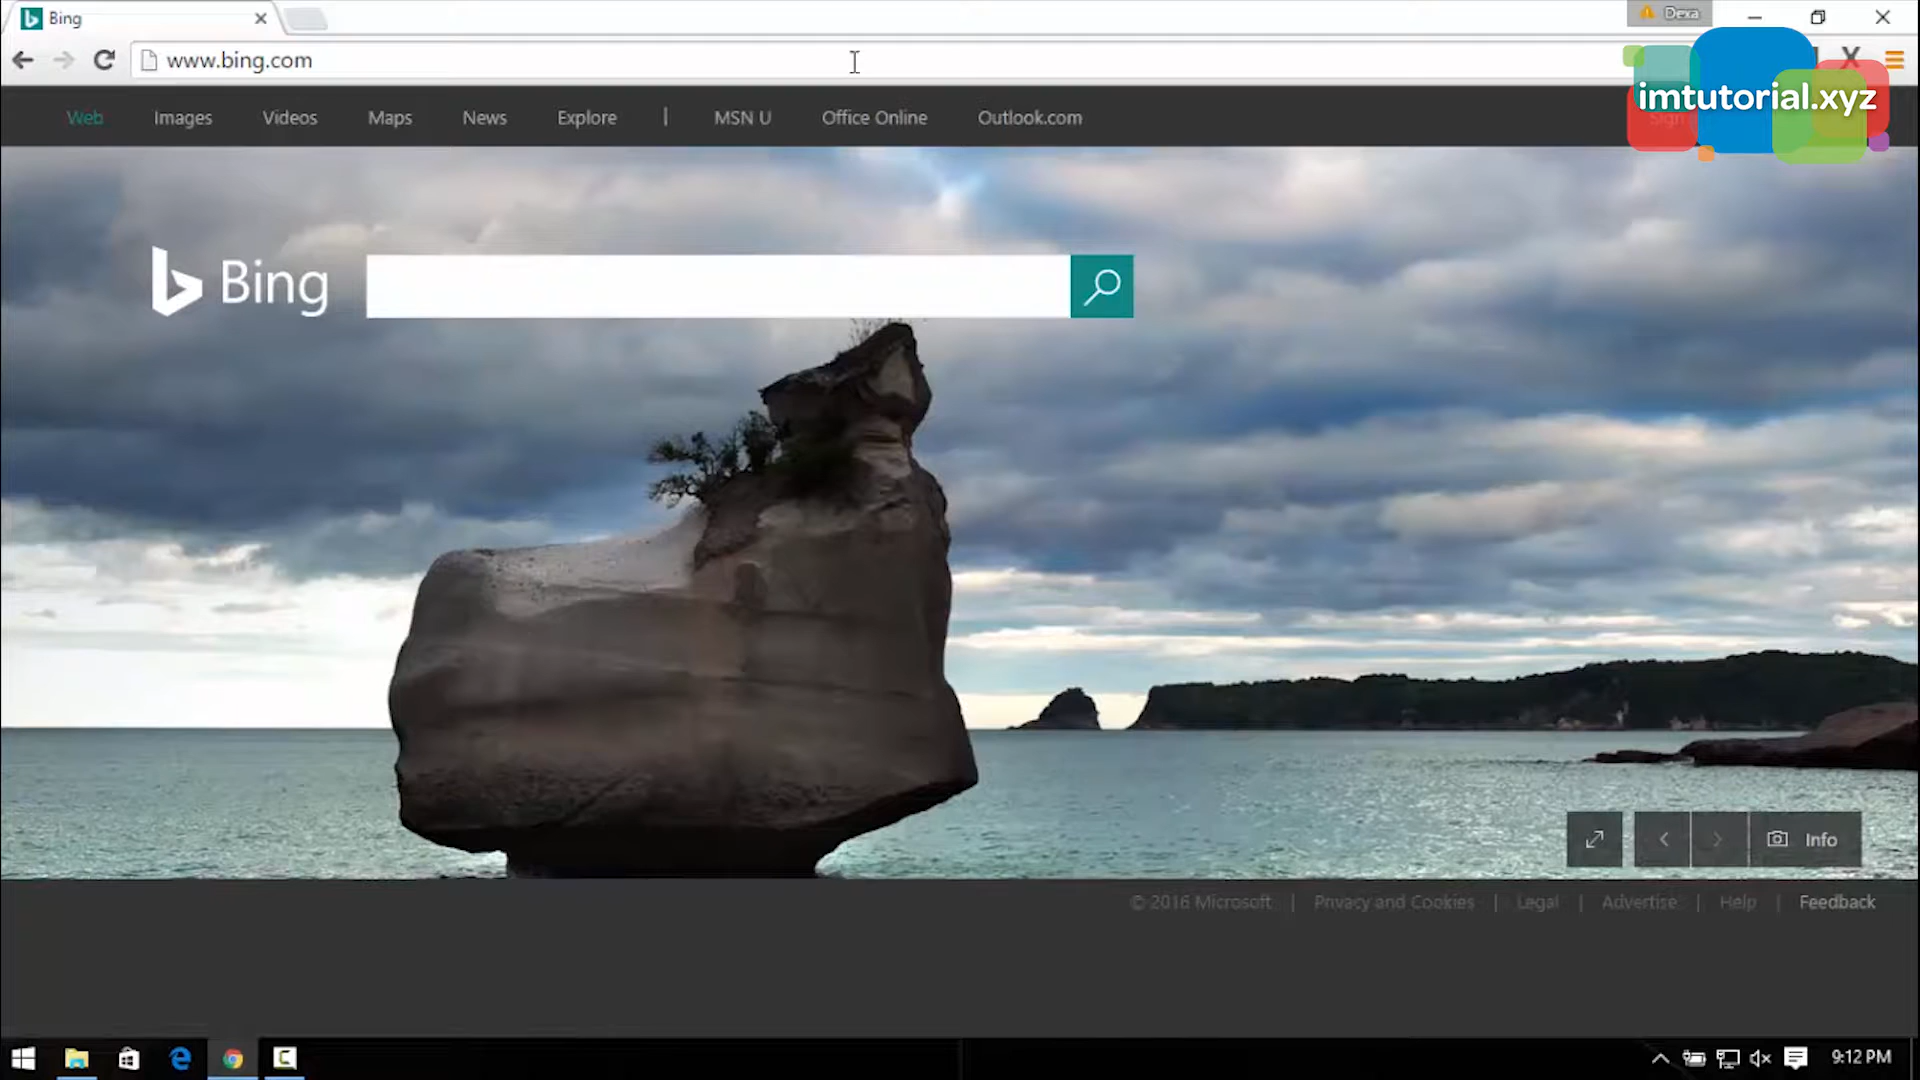 Bing
Dexa
www.bing.com
imtutorial.xyz
Web Images Videos Maps News Explore | MSN U Office Online Outlook.com
Bing
Info
© 2016 Microsoft | Privacy and Cookies | Legal | Advertise | Help | Feedback
9:12 PM